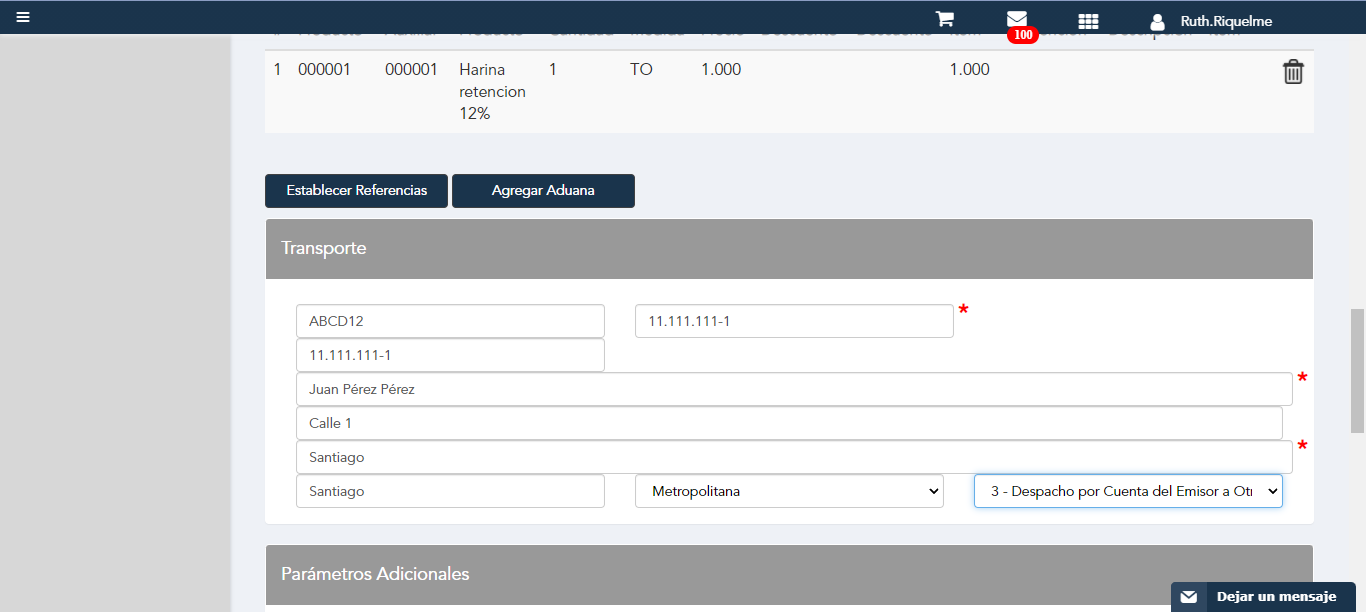 Ruth.Riquelme
100
1 000001 000001 Harina retencion 12% 1 TO 1.000 1.000
Establecer Referencias Agregar Aduana
Transporte
ABCD12 11.111.111-1 *
11.111.111-1
Juan Pérez Pérez *
Calle 1
Santiago *
Santiago Metropolitana 3 - Despacho por Cuenta del Emisor a Otr
Parámetros Adicionales
Dejar un mensaje